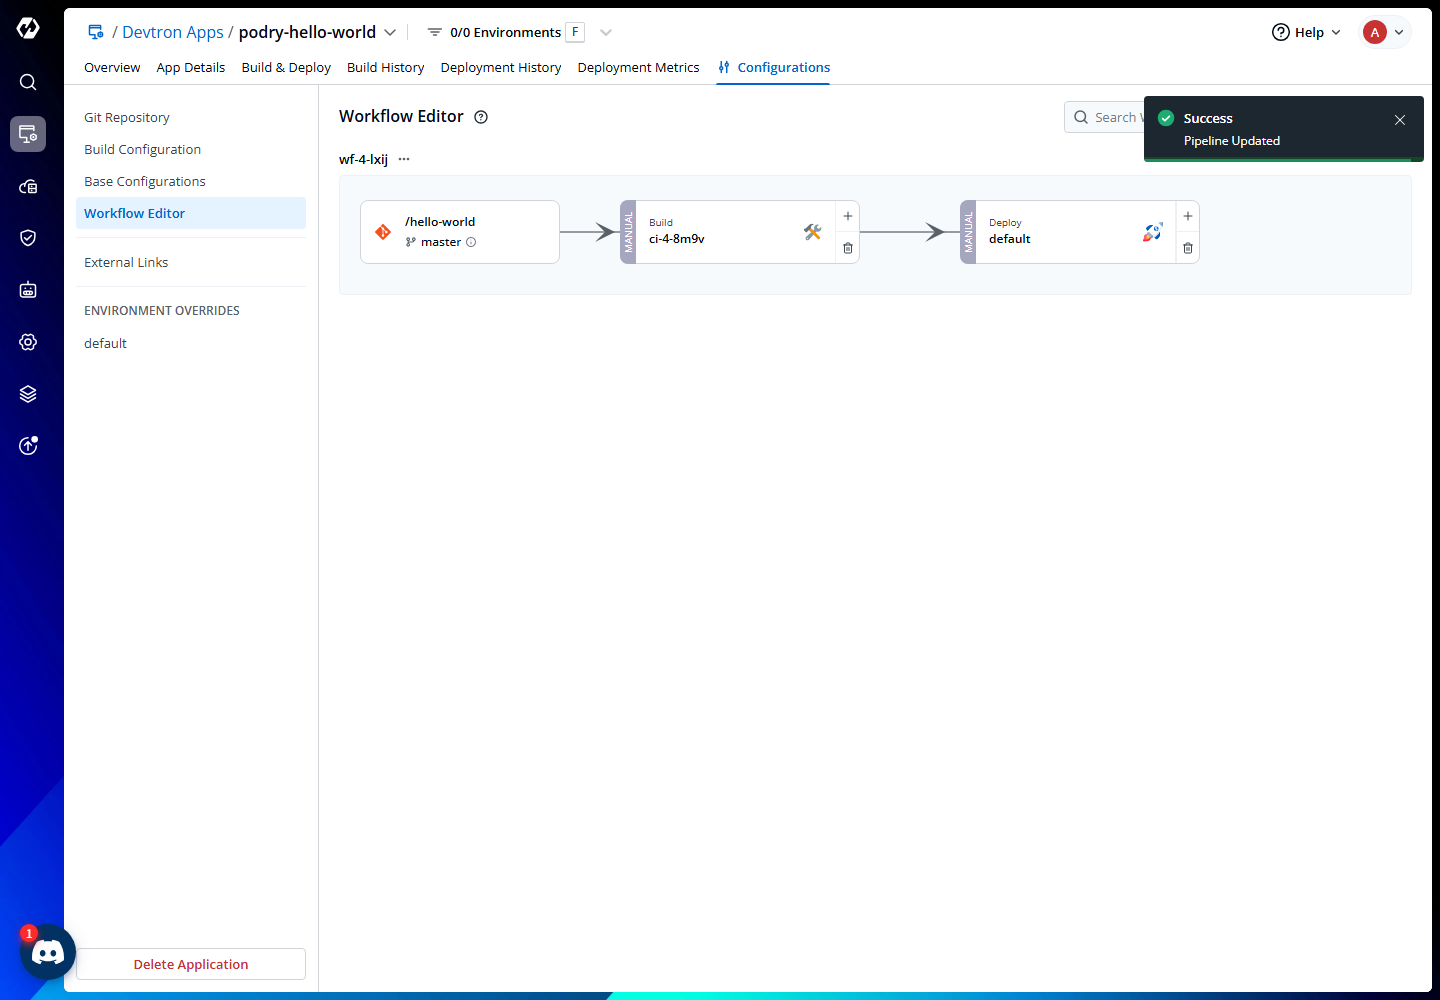 / Devtron Apps / podry-hello-world
0/0 Environments F
Help
A
Overview
App Details
Build & Deploy
Build History
Deployment History
Deployment Metrics
Configurations
Git Repository
Build Configuration
Base Configurations
Workflow Editor
External Links
ENVIRONMENT OVERRIDES
default
Delete Application
1
Workflow Editor
Search
Success
Pipeline Updated
wf-4-lxij
/hello-world
master
MANUAL
Build
ci-4-8m9v
MANUAL
Deploy
default